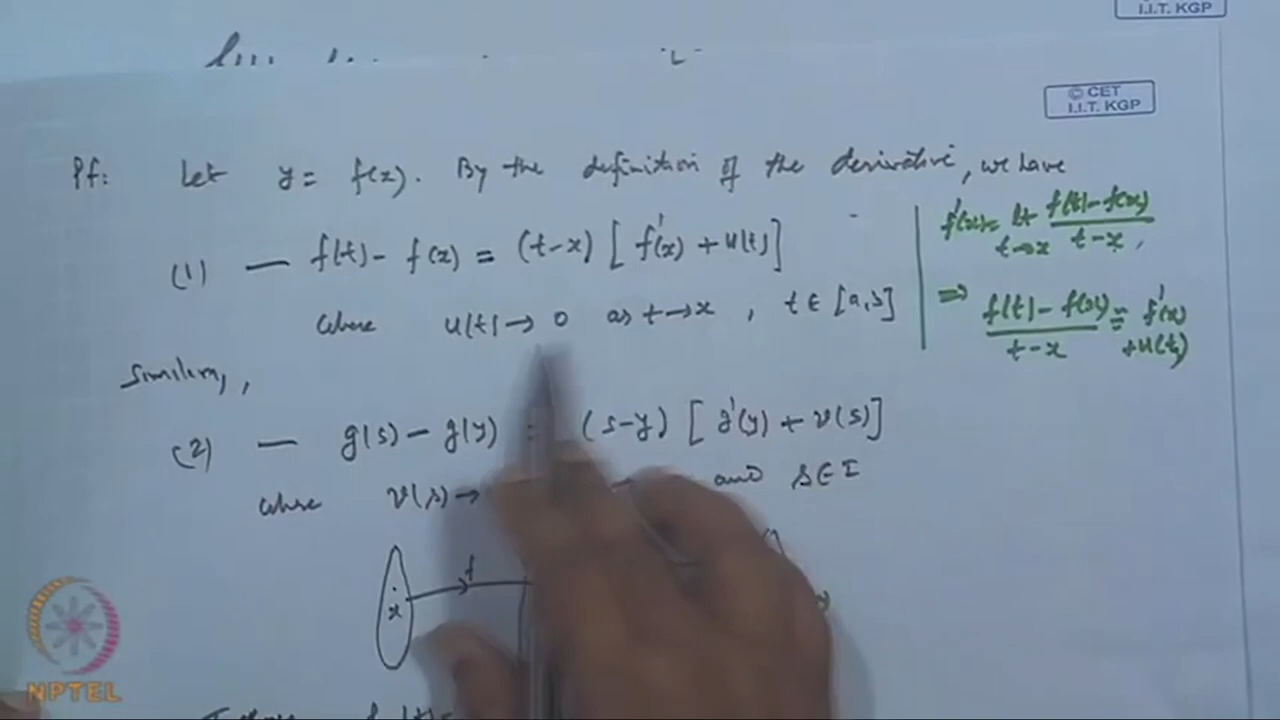 I.I.T. KGP
© CET
I.I.T. KGP
Pf: Let y = f(x). By the definition of the derivative, we have
(1) — f(t) - f(x) = (t-x) [f'(x) + u(t)]
where u(t) → 0 as t → x , t ∈ [a,b]
f'(x) = lt t→x f(t) - f(x) / t - x ,
⇒ f(t) - f(x) / t - x = f'(x) + u(t)
Similarly,
(2) — g(s) - g(y) = (s-y) [g'(y) + v(s)]
where v(s) → and s ∈ I
f
x
NPTEL